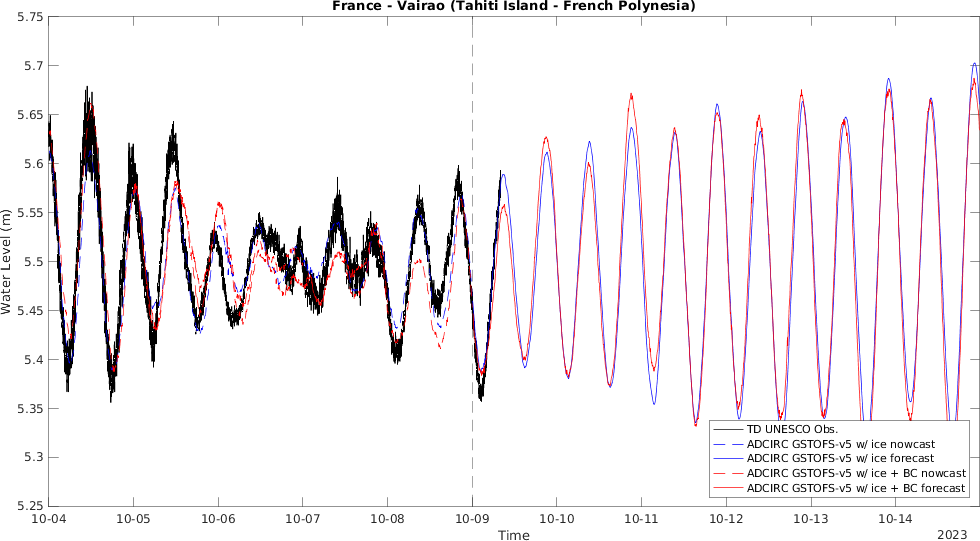 France - Vairao (Tahiti Island - French Polynesia)
5.75
5.7
5.65
5.6
5.55
5.5
5.45
5.4
5.35
5.3
5.25
Water Level (m)
TD UNESCO Obs.
ADCIRC GSTOFS-v5 w/ ice nowcast
ADCIRC GSTOFS-v5 w/ ice forecast
ADCIRC GSTOFS-v5 w/ ice + BC nowcast
ADCIRC GSTOFS-v5 w/ ice + BC forecast
10-04 10-05 10-06 10-07 10-08 10-09 10-10 10-11 10-12 10-13 10-14
Time
2023